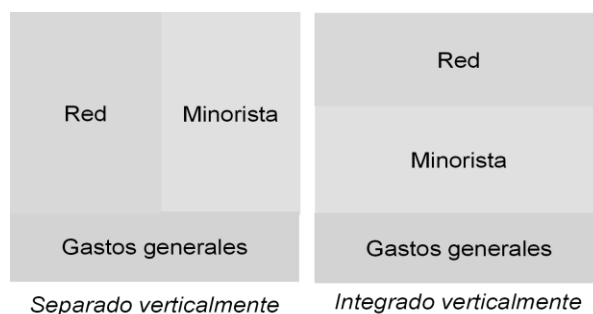 Red
Minorista
Gastos generales
Separado verticalmente
Red
Minorista
Gastos generales
Integrado verticalmente